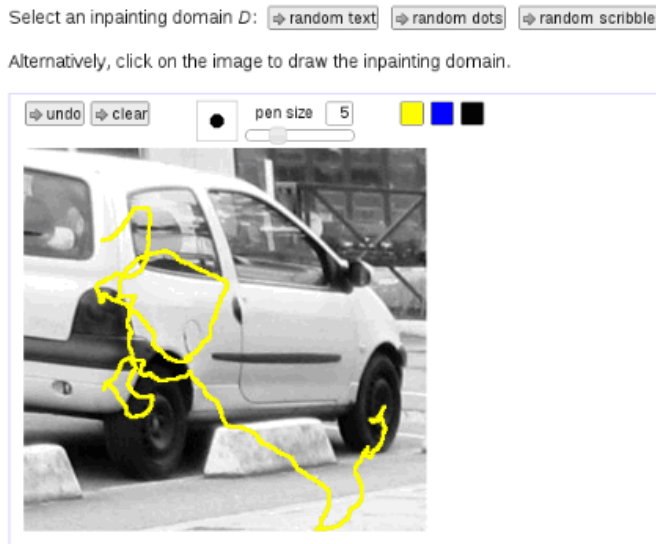 Select an inpainting domain D: random text random dots random scribble
Alternatively, click on the image to draw the inpainting domain.
undo clear pen size 5